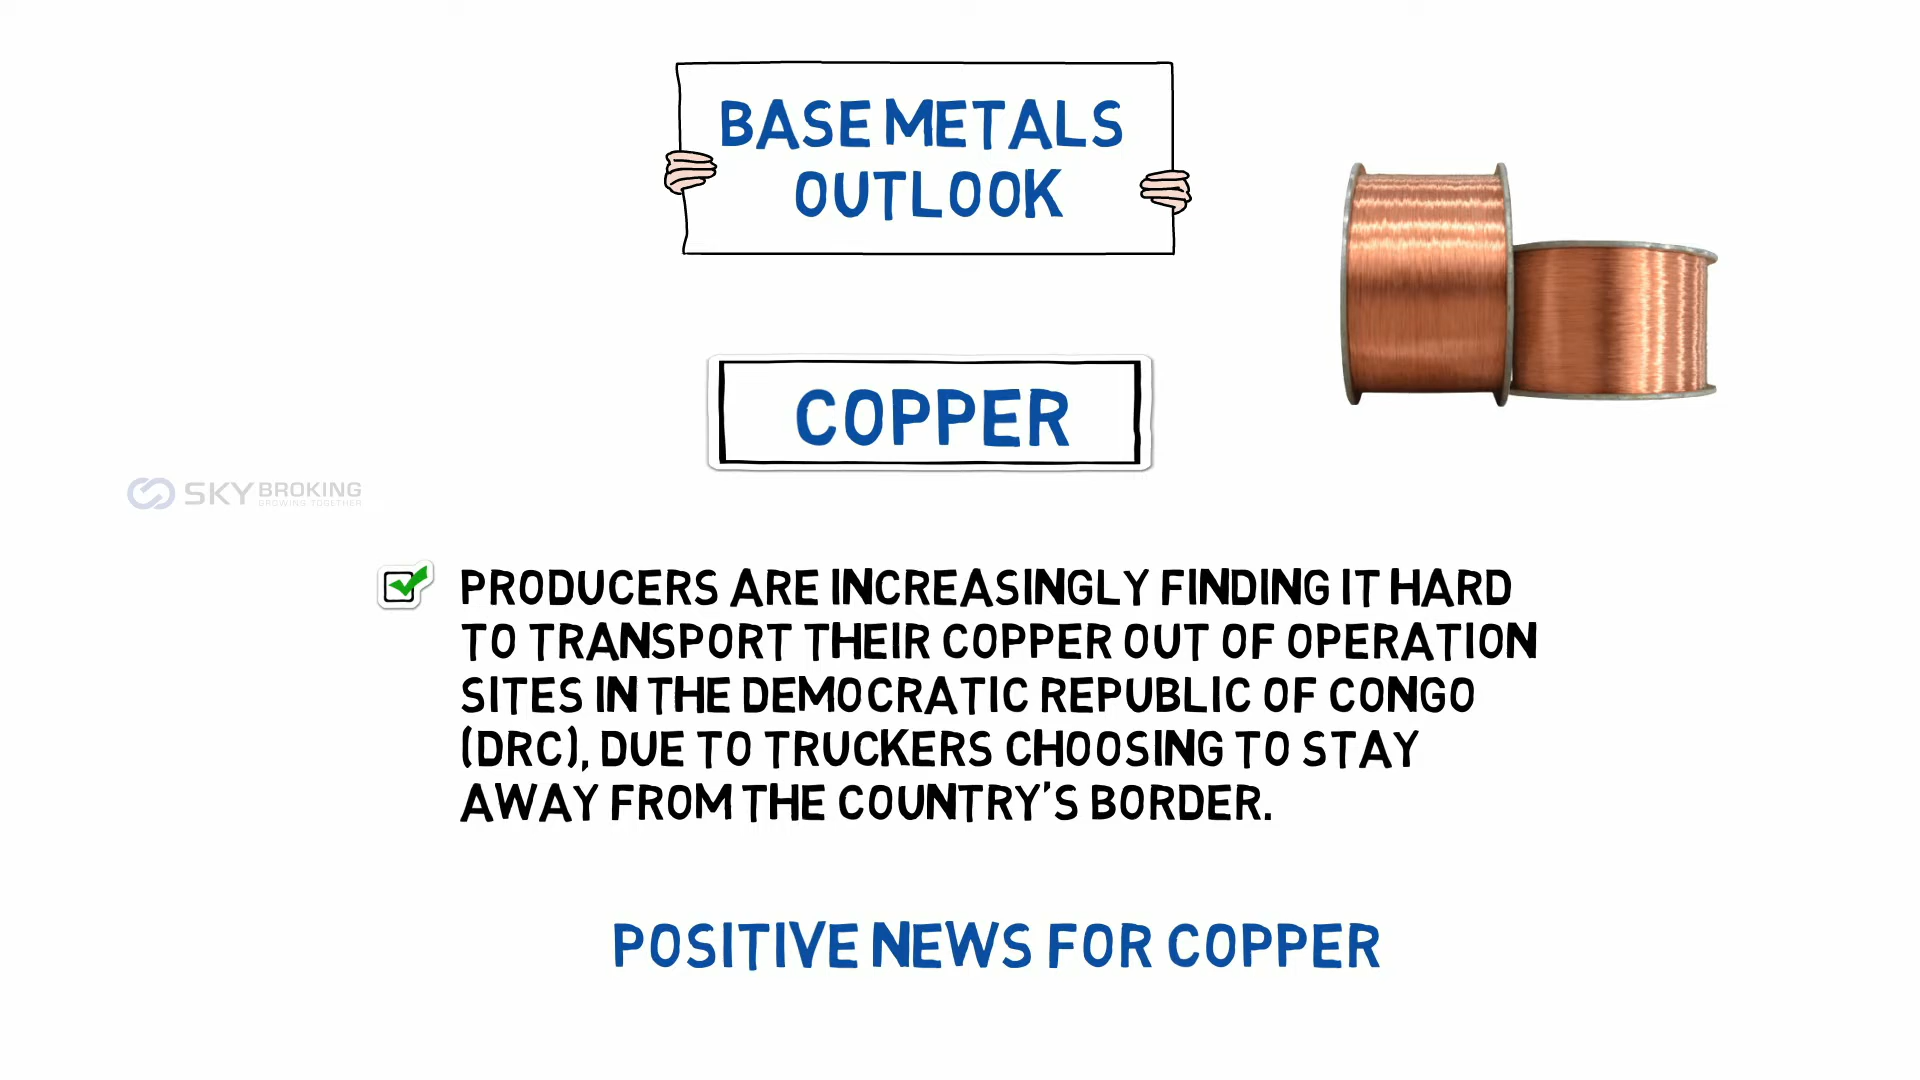 BASE METALS
OUTLOOK
COPPER
SKY BROKING
GROWING TOGETHER
PRODUCERS ARE INCREASINGLY FINDING IT HARD
TO TRANSPORT THEIR COPPER OUT OF OPERATION
SITES IN THE DEMOCRATIC REPUBLIC OF CONGO
(DRC), DUE TO TRUCKERS CHOOSING TO STAY
AWAY FROM THE COUNTRY'S BORDER.
POSITIVE NEWS FOR COPPER